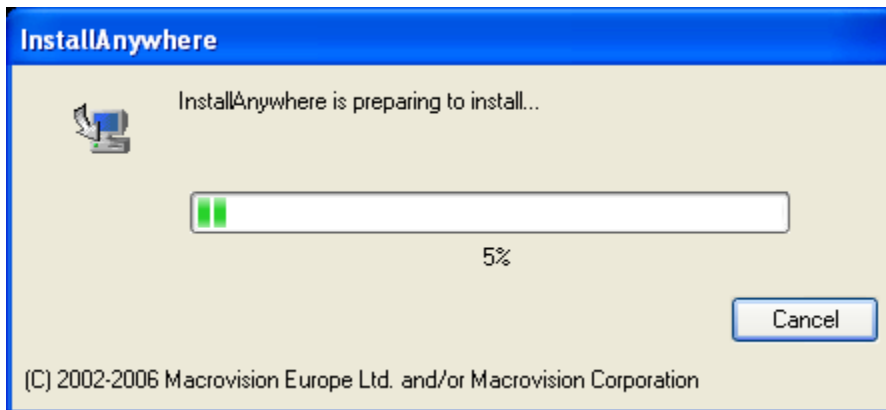 InstallAnywhere
InstallAnywhere is preparing to install...
5%
Cancel
(C) 2002-2006 Macrovision Europe Ltd. and/or Macrovision Corporation